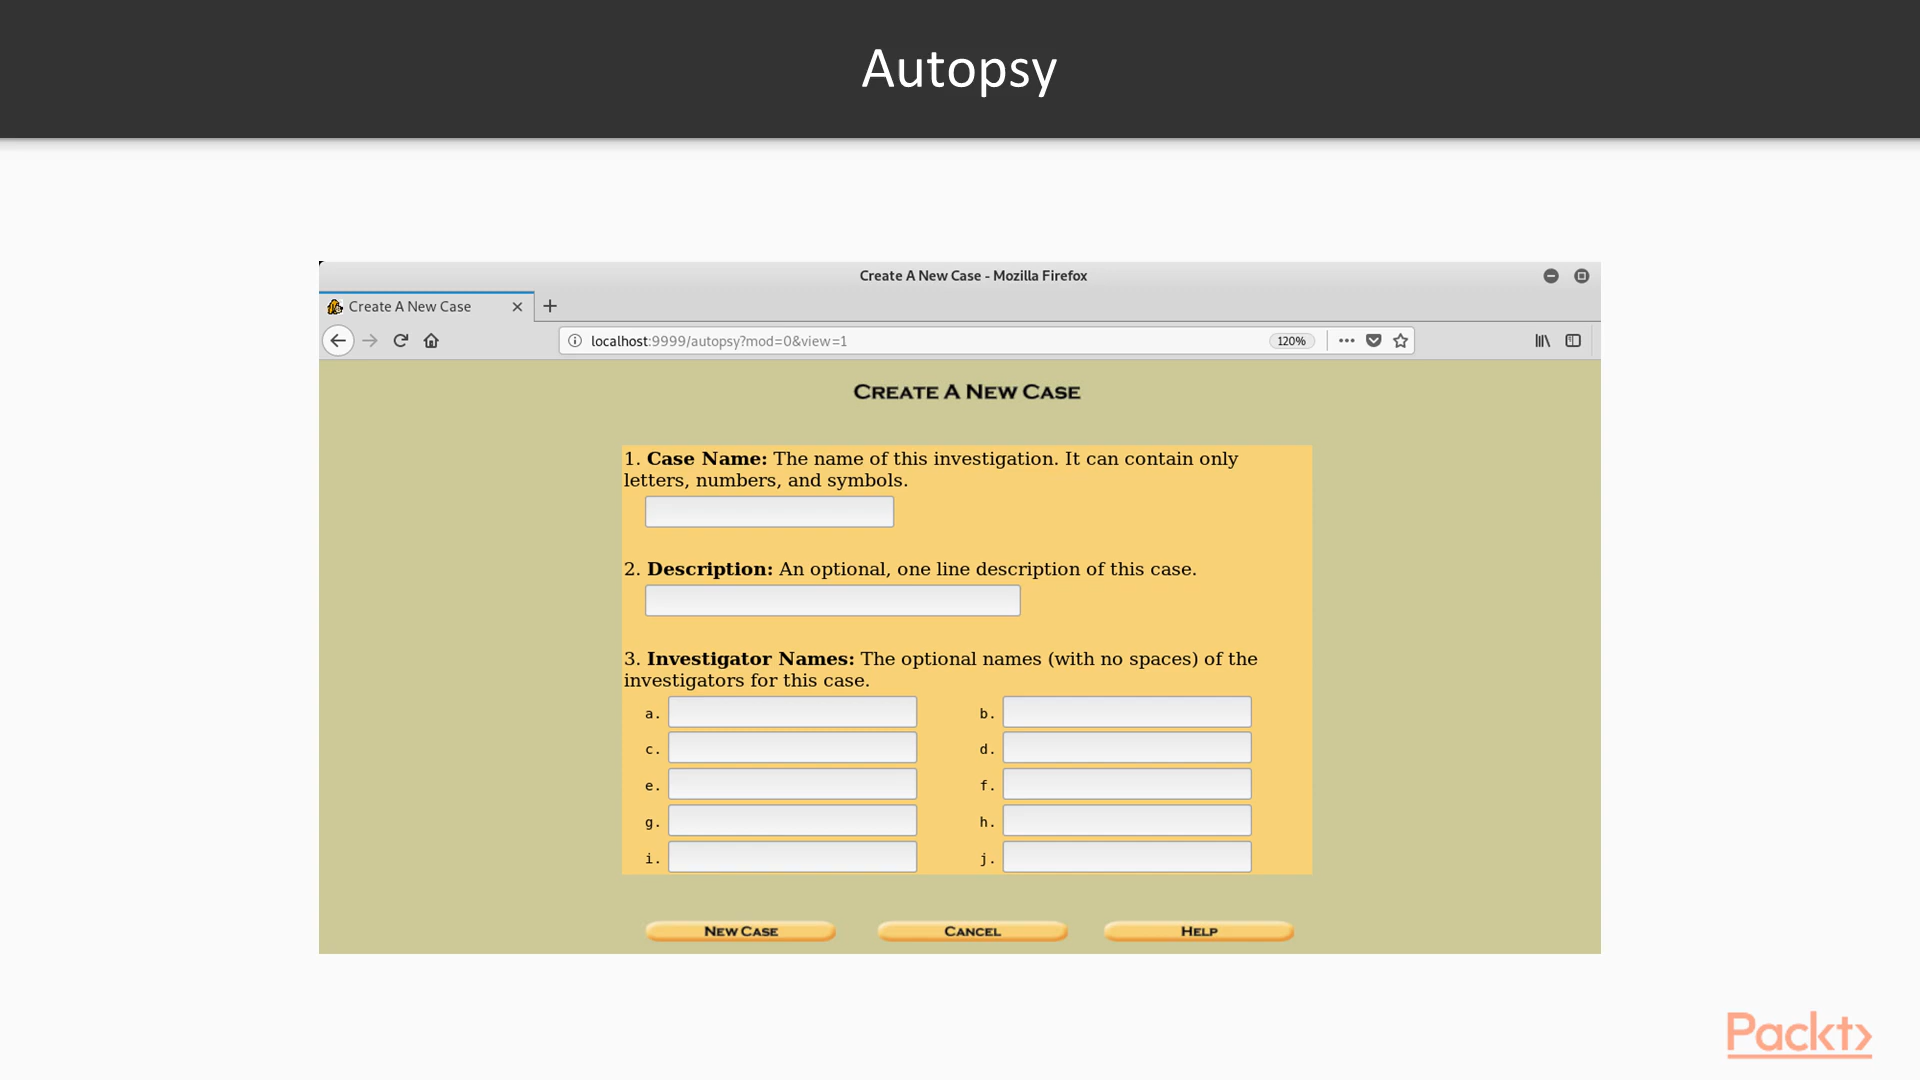 Autopsy
Create A New Case - Mozilla Firefox
Create A New Case
localhost:9999/autopsy?mod=0&view=1
120%
CREATE A NEW CASE
1. Case Name: The name of this investigation. It can contain only
letters, numbers, and symbols.
2. Description: An optional, one line description of this case.
3. Investigator Names: The optional names (with no spaces) of the
investigators for this case.
a. b.
c. d.
e. f.
g. h.
i. j.
NEW CASE CANCEL HELP
Packt